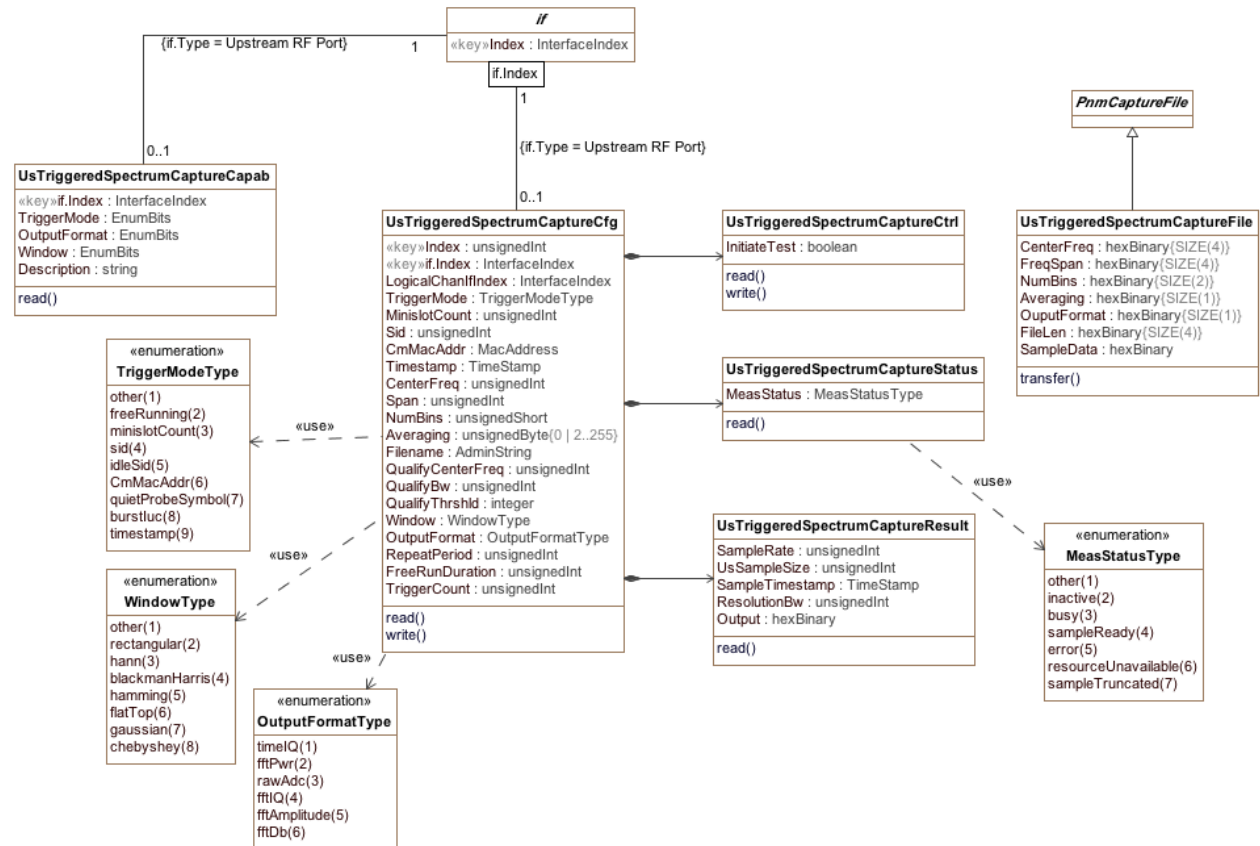 if
«key»Index : InterfaceIndex
if.Index
{if.Type = Upstream RF Port}
1
0..1
1
{if.Type = Upstream RF Port}
0..1
UsTriggeredSpectrumCaptureCapab
«key»if.Index : InterfaceIndex
TriggerMode : EnumBits
OutputFormat : EnumBits
Window : EnumBits
Description : string
read()
UsTriggeredSpectrumCaptureCfg
«key»Index : unsignedInt
«key»if.Index : InterfaceIndex
LogicalChanIfIndex : InterfaceIndex
TriggerMode : TriggerModeType
MinislotCount : unsignedInt
Sid : unsignedInt
CmMacAddr : MacAddress
Timestamp : TimeStamp
CenterFreq : unsignedInt
Span : unsignedInt
NumBins : unsignedShort
Averaging : unsignedByte{0 | 2..255}
Filename : AdminString
QualifyCenterFreq : unsignedInt
QualifyBw : unsignedInt
QualifyThrshld : integer
Window : WindowType
OutputFormat : OutputFormatType
RepeatPeriod : unsignedInt
FreeRunDuration : unsignedInt
TriggerCount : unsignedInt
read()
write()
UsTriggeredSpectrumCaptureCtrl
InitiateTest : boolean
read()
write()
UsTriggeredSpectrumCaptureStatus
MeasStatus : MeasStatusType
read()
UsTriggeredSpectrumCaptureResult
SampleRate : unsignedInt
UsSampleSize : unsignedInt
SampleTimestamp : TimeStamp
ResolutionBw : unsignedInt
Output : hexBinary
read()
PnmCaptureFile
UsTriggeredSpectrumCaptureFile
CenterFreq : hexBinary{SIZE(4)}
FreqSpan : hexBinary{SIZE(4)}
NumBins : hexBinary{SIZE(2)}
Averaging : hexBinary{SIZE(1)}
OuputFormat : hexBinary{SIZE(1)}
FileLen : hexBinary{SIZE(4)}
SampleData : hexBinary
transfer()
«use»
«enumeration»
MeasStatusType
other(1)
inactive(2)
busy(3)
sampleReady(4)
error(5)
resourceUnavailable(6)
sampleTruncated(7)
«use»
«enumeration»
TriggerModeType
other(1)
freeRunning(2)
minislotCount(3)
sid(4)
idleSid(5)
CmMacAddr(6)
quietProbeSymbol(7)
burstIuc(8)
timestamp(9)
«use»
«enumeration»
WindowType
other(1)
rectangular(2)
hann(3)
blackmanHarris(4)
hamming(5)
flatTop(6)
gaussian(7)
chebyshey(8)
«use»
«enumeration»
OutputFormatType
timeIQ(1)
fftPwr(2)
rawAdc(3)
fftIQ(4)
fftAmplitude(5)
fftDb(6)